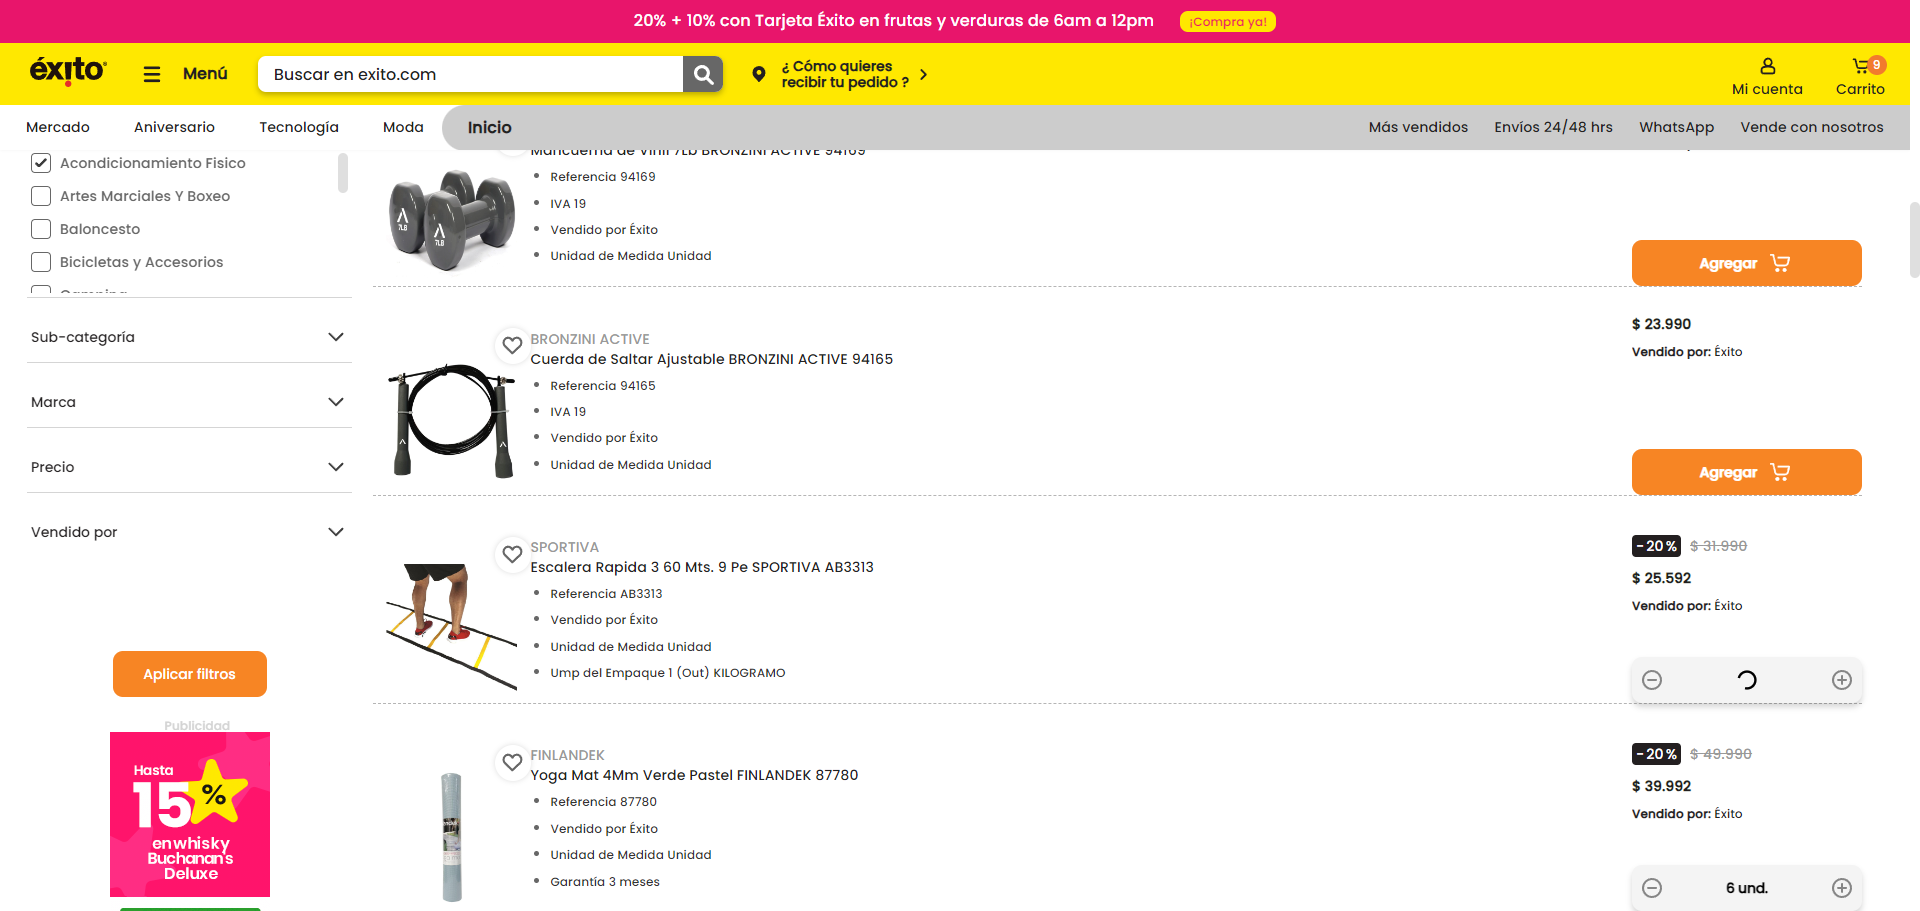 20% + 10% con Tarjeta Éxito en frutas y verduras de 6am a 12pm
¡Compra ya!
éxito
Menú
Buscar en exito.com
¿ Cómo quieres
recibir tu pedido ?
Mi cuenta
9
Carrito
Mercado
Aniversario
Tecnología
Moda
Inicio
Más vendidos
Envíos 24/48 hrs
WhatsApp
Vende con nosotros
Acondicionamiento Fisico
Artes Marciales Y Boxeo
Baloncesto
Bicicletas y Accesorios
Camping
Sub-categoría
Marca
Precio
Vendido por
Aplicar filtros
Publicidad
Hasta
15%
en whisky
Buchanan's
Deluxe
Mancuerna de Vinil 7Lb BRONZINI ACTIVE 94169
7LB
7LB
Referencia 94169
IVA 19
Vendido por Éxito
Unidad de Medida Unidad
Agregar
BRONZINI ACTIVE
Cuerda de Saltar Ajustable BRONZINI ACTIVE 94165
Referencia 94165
IVA 19
Vendido por Éxito
Unidad de Medida Unidad
$ 23.990
Vendido por: Éxito
Agregar
SPORTIVA
Escalera Rapida 3 60 Mts. 9 Pe SPORTIVA AB3313
Referencia AB3313
Vendido por Éxito
Unidad de Medida Unidad
Ump del Empaque 1 (Out) KILOGRAMO
-20% $ 31.990
$ 25.592
Vendido por: Éxito
FINLANDEK
Yoga Mat 4Mm Verde Pastel FINLANDEK 87780
Referencia 87780
Vendido por Éxito
Unidad de Medida Unidad
Garantía 3 meses
-20% $ 49.990
$ 39.992
Vendido por: Éxito
6 und.